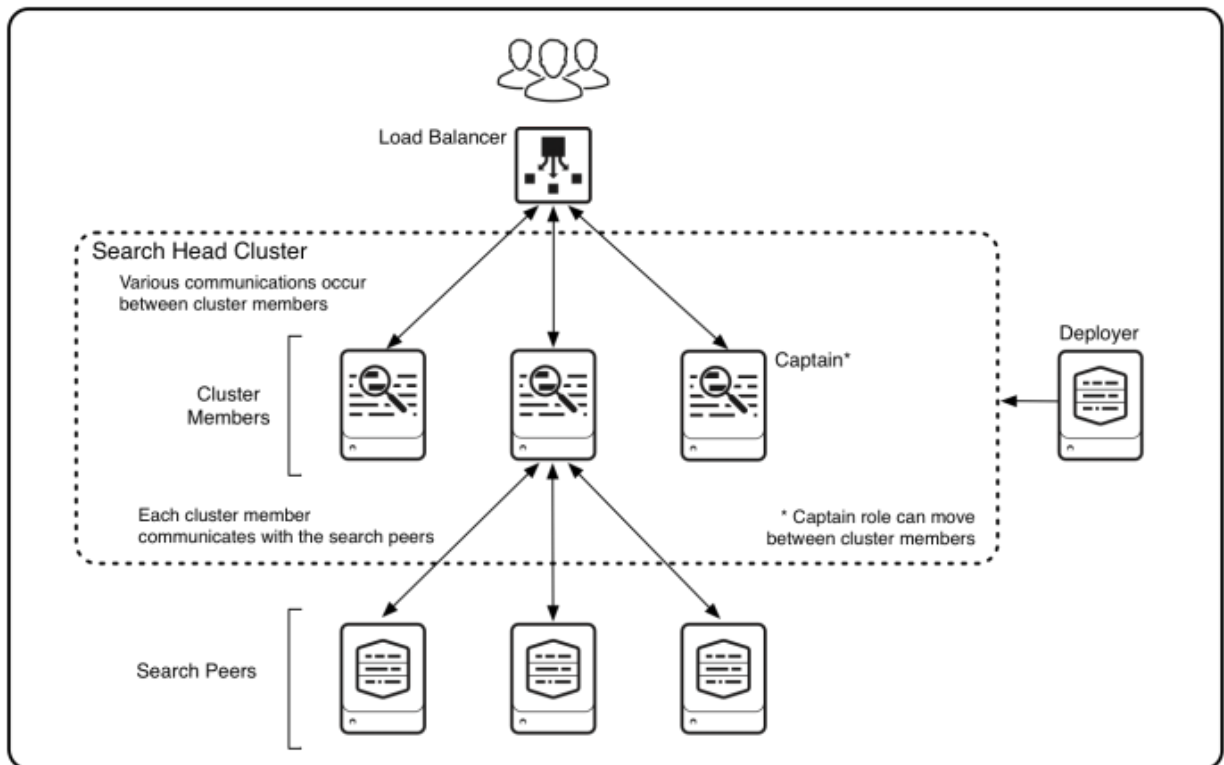 Load Balancer
Search Head Cluster
Various communications occur
between cluster members
Deployer
Captain*
Cluster
Members
Each cluster member
communicates with the search peers
* Captain role can move
between cluster members
Search Peers